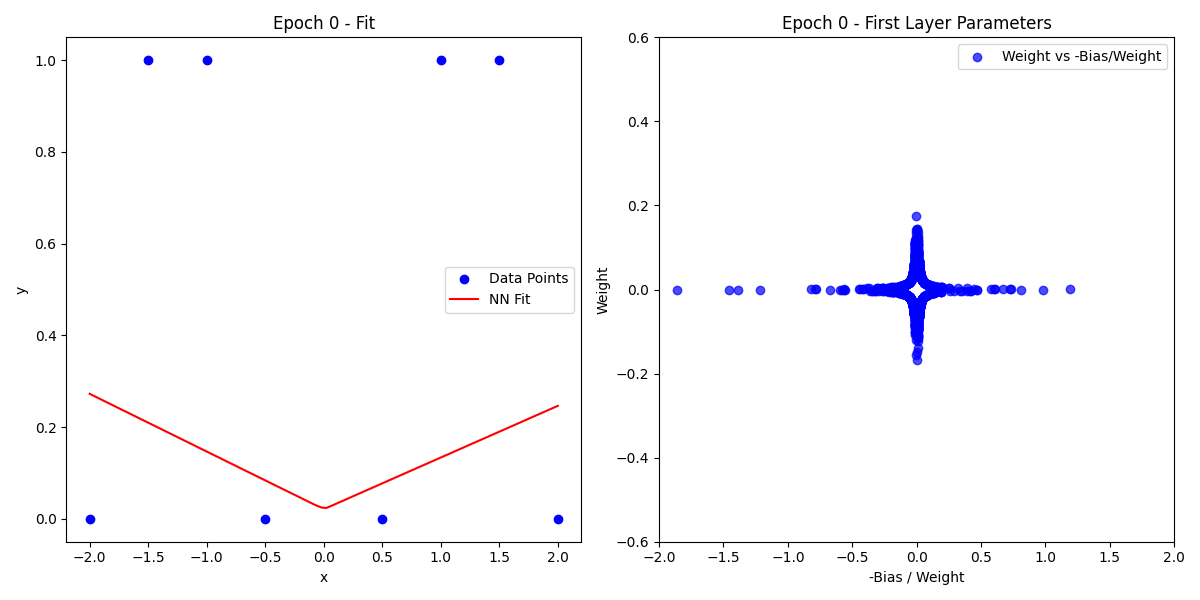 Epoch 0 - Fit
1.0
0.8
0.6
0.4
0.2
0.0
y
Data Points
NN Fit
−2.0 −1.5 −1.0 −0.5 0.0 0.5 1.0 1.5 2.0
x
Epoch 0 - First Layer Parameters
0.6
0.4
0.2
0.0
−0.2
−0.4
−0.6
Weight
Weight vs -Bias/Weight
−2.0 −1.5 −1.0 −0.5 0.0 0.5 1.0 1.5 2.0
-Bias / Weight